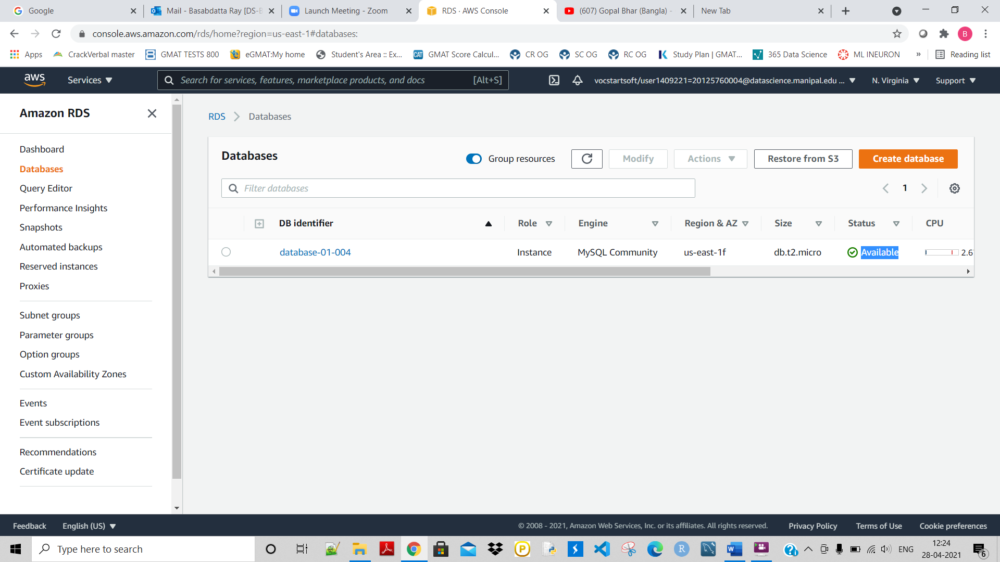 Google
Mail - Basabdatta Ray [DS-B
Launch Meeting - Zoom
RDS · AWS Console
(607) Gopal Bhar (Bangla) -
New Tab
console.aws.amazon.com/rds/home?region=us-east-1#databases:
B
Apps
CrackVerbal master
GMAT TESTS 800
eGMAT:My home
Student's Area :: Ex...
CAT
GMAT Score Calcul...
CR OG
SC OG
RC OG
Study Plan | GMAT...
365 Data Science
ML INEURON
»
Reading list
aws
Services
Search for services, features, marketplace products, and docs
[Alt+S]
vocstartsoft/user1409221=20125760004@datascience.manipal.edu ...
N. Virginia
Support
Amazon RDS
Dashboard
Databases
Query Editor
Performance Insights
Snapshots
Automated backups
Reserved instances
Proxies
Subnet groups
Parameter groups
Option groups
Custom Availability Zones
Events
Event subscriptions
Recommendations
Certificate update
RDS > Databases
Databases
Group resources
Modify
Actions
Restore from S3
Create database
Filter databases
1
DB identifier
Role
Engine
Region & AZ
Size
Status
CPU
database-01-004
Instance
MySQL Community
us-east-1f
db.t2.micro
Available
2.6
Feedback
English (US)
© 2008 - 2021, Amazon Web Services, Inc. or its affiliates. All rights reserved.
Privacy Policy
Terms of Use
Cookie preferences
Type here to search
P
R
W
ENG
12:24
28-04-2021
6